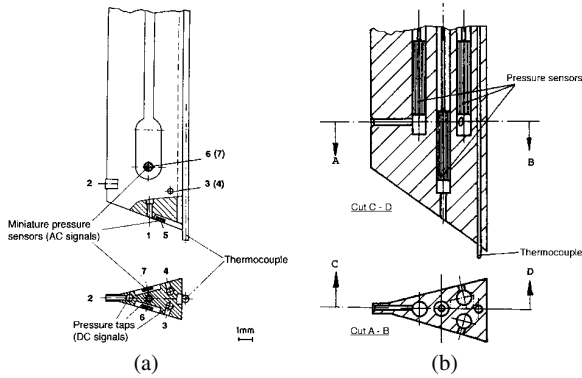 6 (7)
2
3 (4)
Miniature pressure
sensors (AC signals)
1
5
Thermocouple
7
4
2
Pressure taps
(DC signals)
6
3
1mm
(a)
Pressure sensors
A
B
Cut C - D
Thermocouple
C
D
Cut A - B
(b)